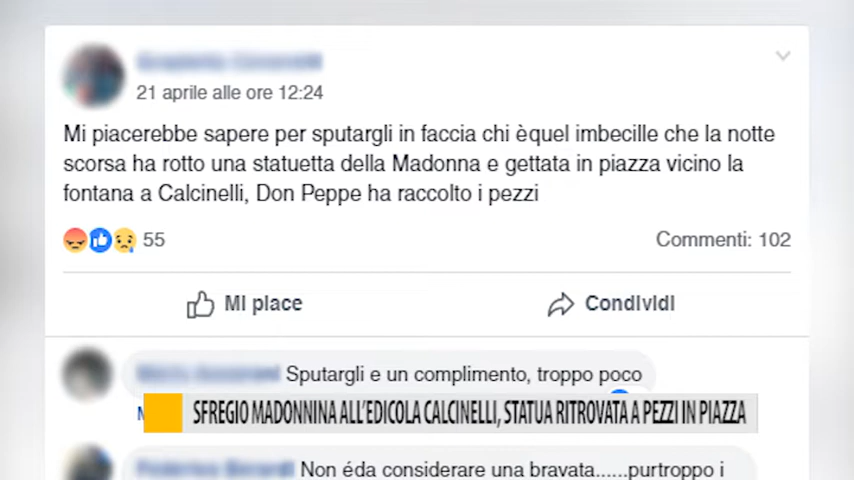 21 aprile alle ore 12:24
Mi piacerebbe sapere per sputargli in faccia chi èquel imbecille che la notte
scorsa ha rotto una statuetta della Madonna e gettata in piazza vicino la
fontana a Calcinelli, Don Peppe ha raccolto i pezzi
55
Commenti: 102
Mi piace
Condividi
Sputargli e un complimento, troppo poco
SFREGIO MADONNINA ALL'EDICOLA CALCINELLI, STATUA RITROVATA A PEZZI IN PIAZZA
Non éda considerare una bravata......purtroppo i